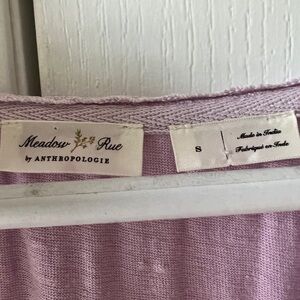 Meadow Rue
by ANTHROPOLOGIE
S
Made in India
Fabriqué en Inde